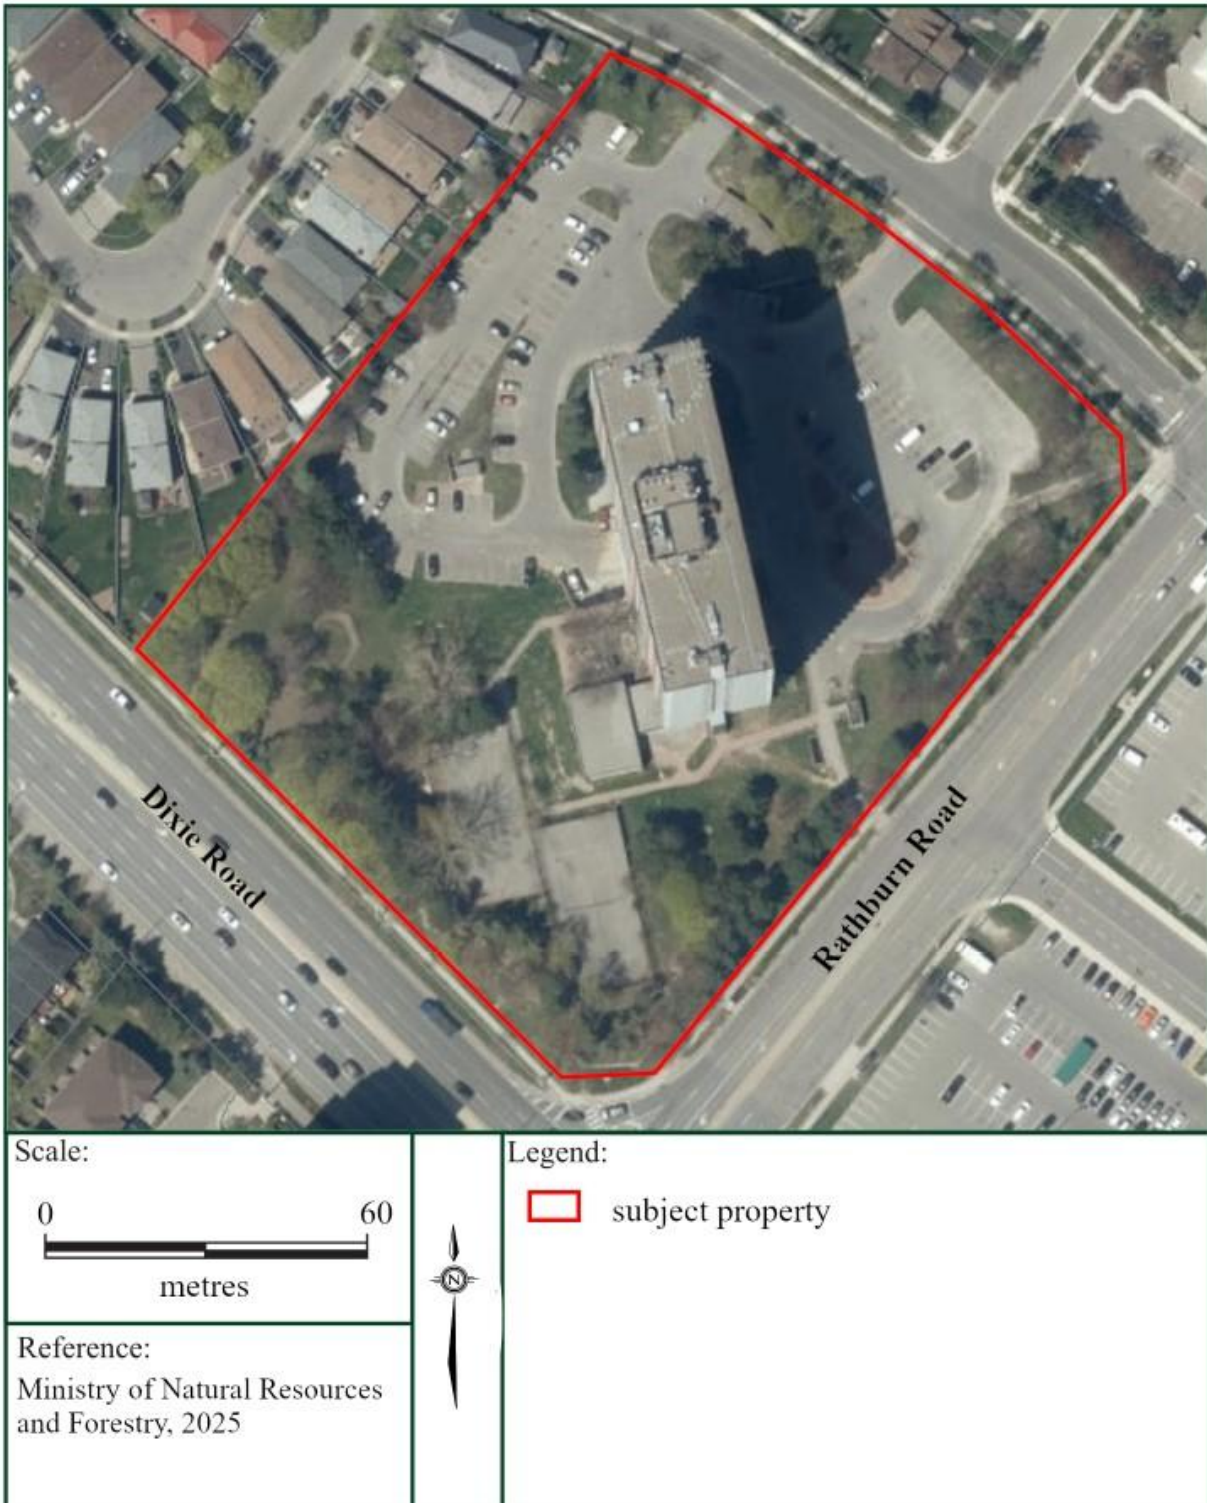 Dixie Road
Rathburn Road
Scale:
0 60
metres
N
Legend:
subject property
Reference:
Ministry of Natural Resources
and Forestry, 2025